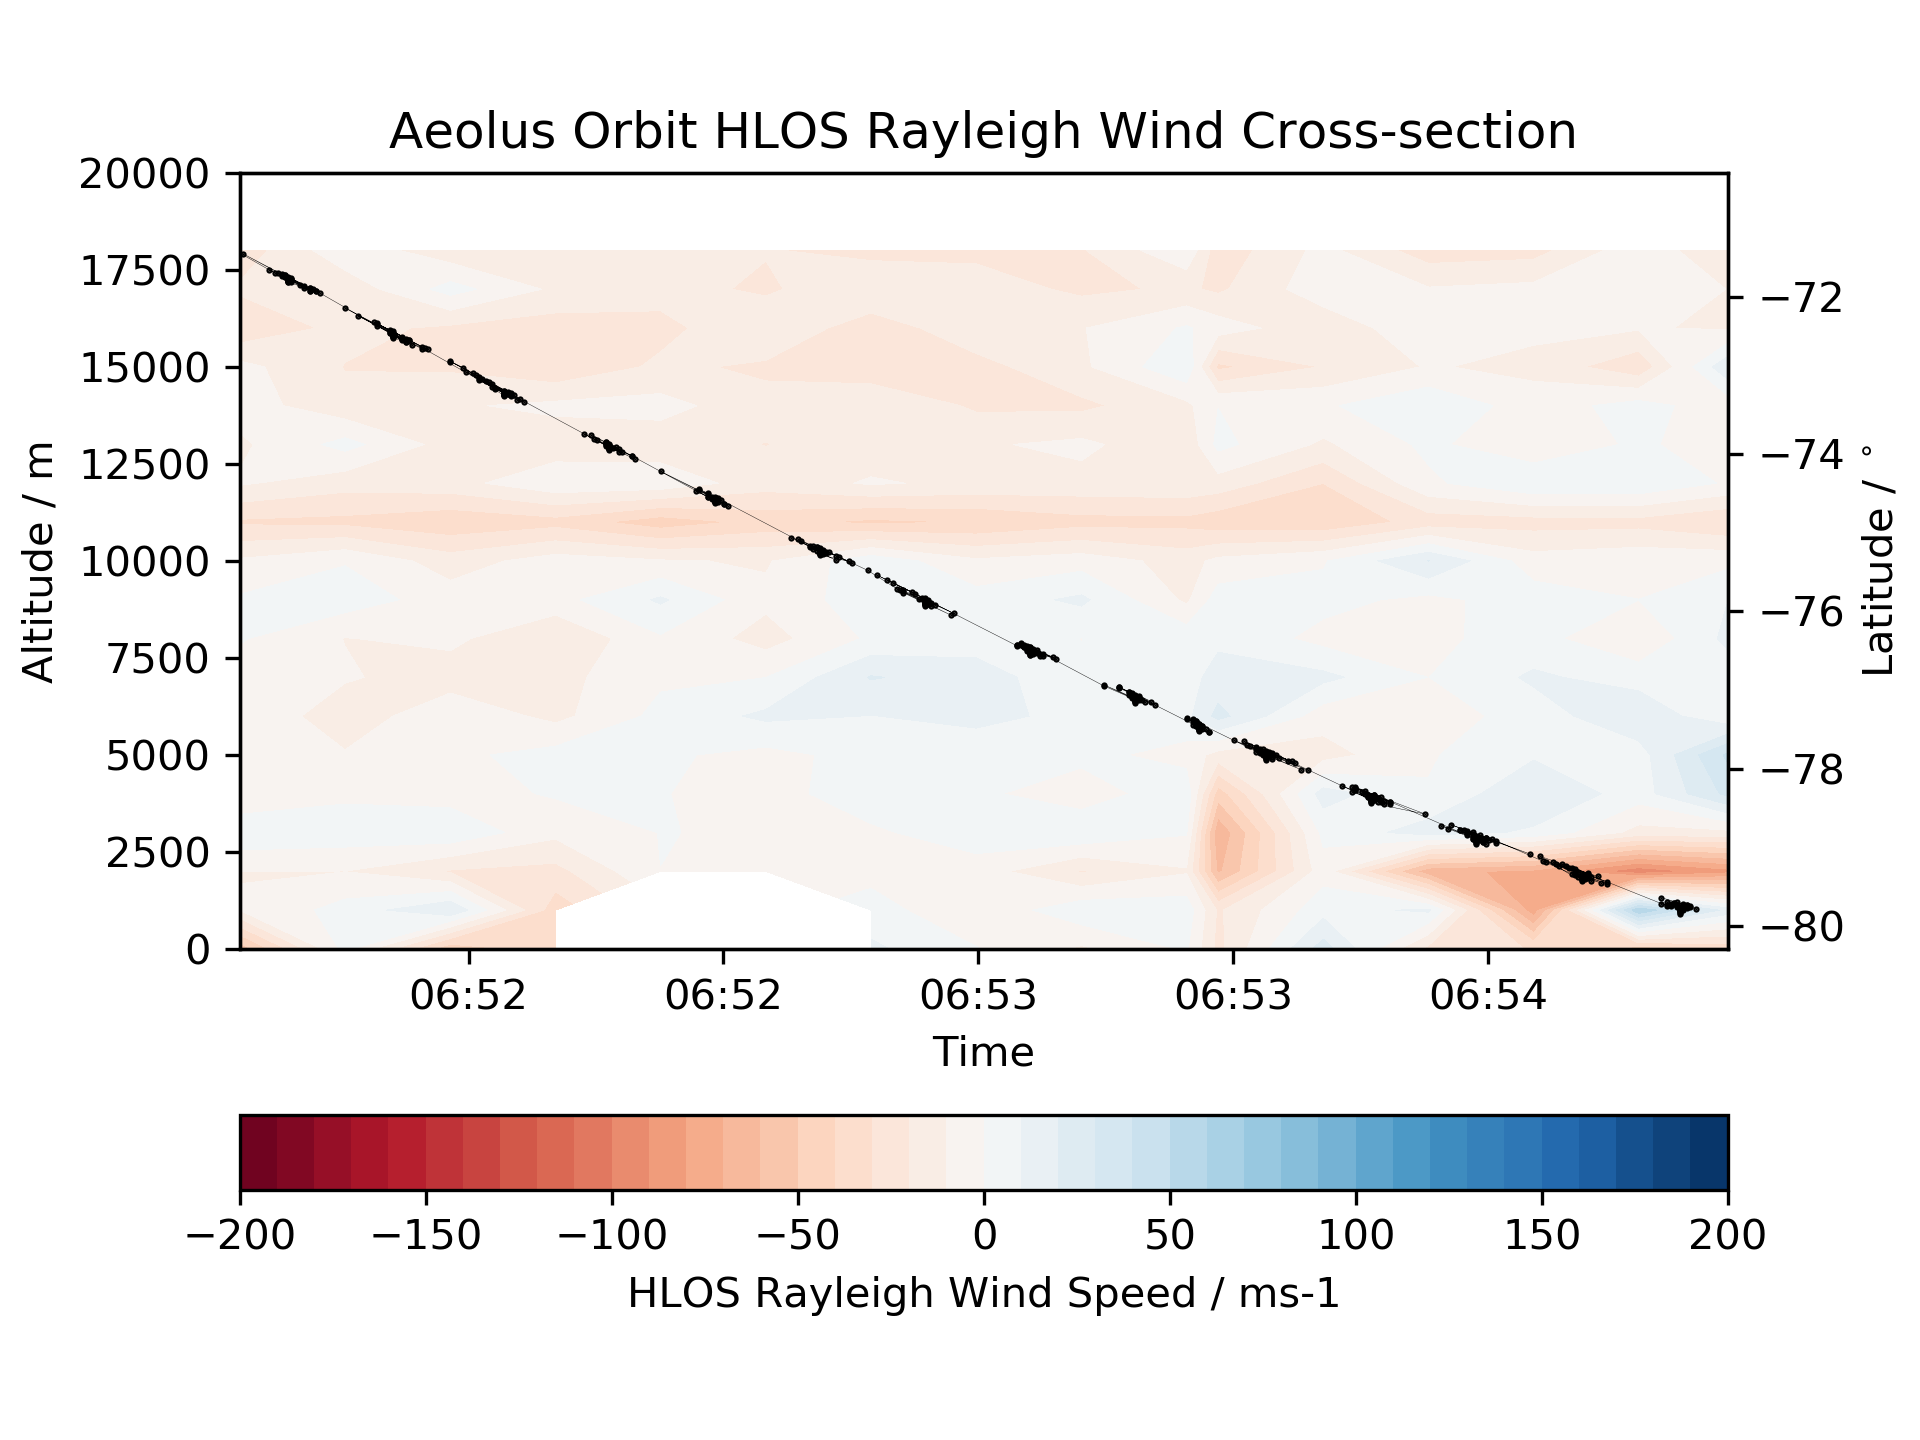 Aeolus Orbit HLOS Rayleigh Wind Cross-section
20000
17500
15000
12500
10000
7500
5000
2500
0
Altitude / m
−72
−74
−76
−78
−80
Latitude / °
06:52 06:52 06:53 06:53 06:54
Time
−200 −150 −100 −50 0 50 100 150 200
HLOS Rayleigh Wind Speed / ms-1